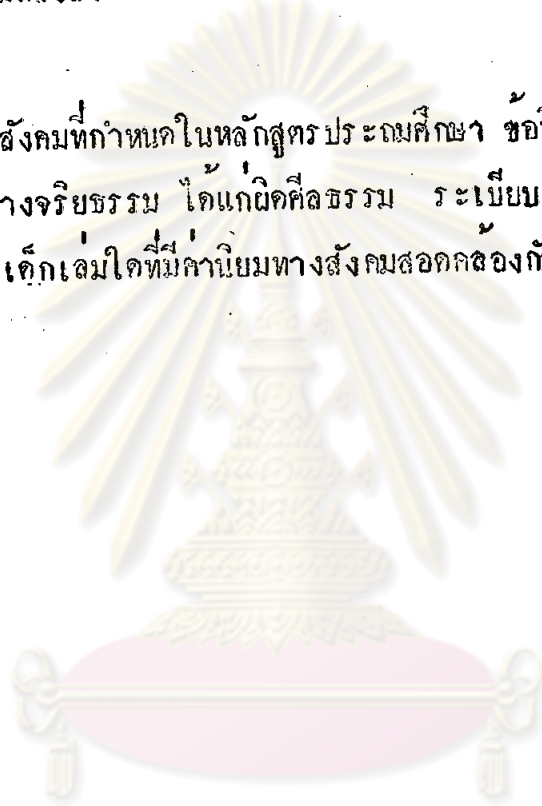 สังคมที่กำหนดในหลักสูตรประถมศึกษา
างจริยธรรม ได้แก่ผิดศีลธรรม ระเบียบ
เด็กเล่มใดที่มีค่านิยมทางสังคมสอดคล้องกั